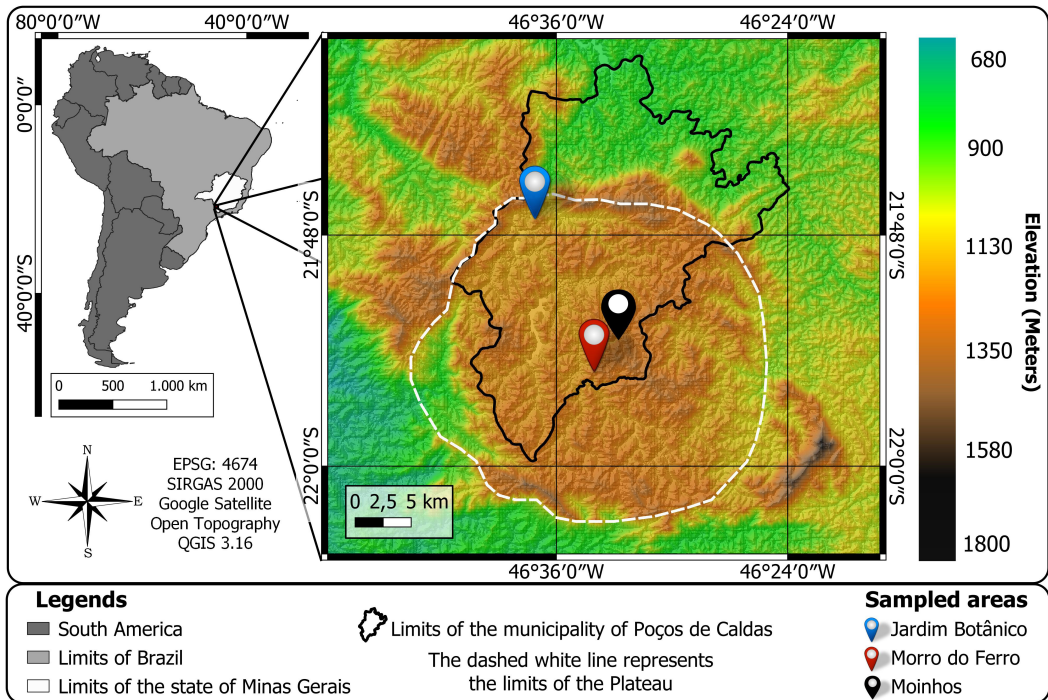 80°0′0″W 40°0′0″W
46°36′0″W 46°24′0″W
0°0′0″
40°0′0″S
21°48′0″S
22°0′0″S
21°48′0″S
22°0′0″S
680
900
1130
1350
1580
1800
Elevation (Meters)
0 500 1.000 km
N
W E
S
EPSG: 4674
SIRGAS 2000
Google Satellite
Open Topography
QGIS 3.16
0 2,5 5 km
46°36′0″W 46°24′0″W
Legends
South America
Limits of Brazil
Limits of the state of Minas Gerais
Limits of the municipality of Poços de Caldas
The dashed white line represents
the limits of the Plateau
Sampled areas
Jardim Botânico
Morro do Ferro
Moinhos